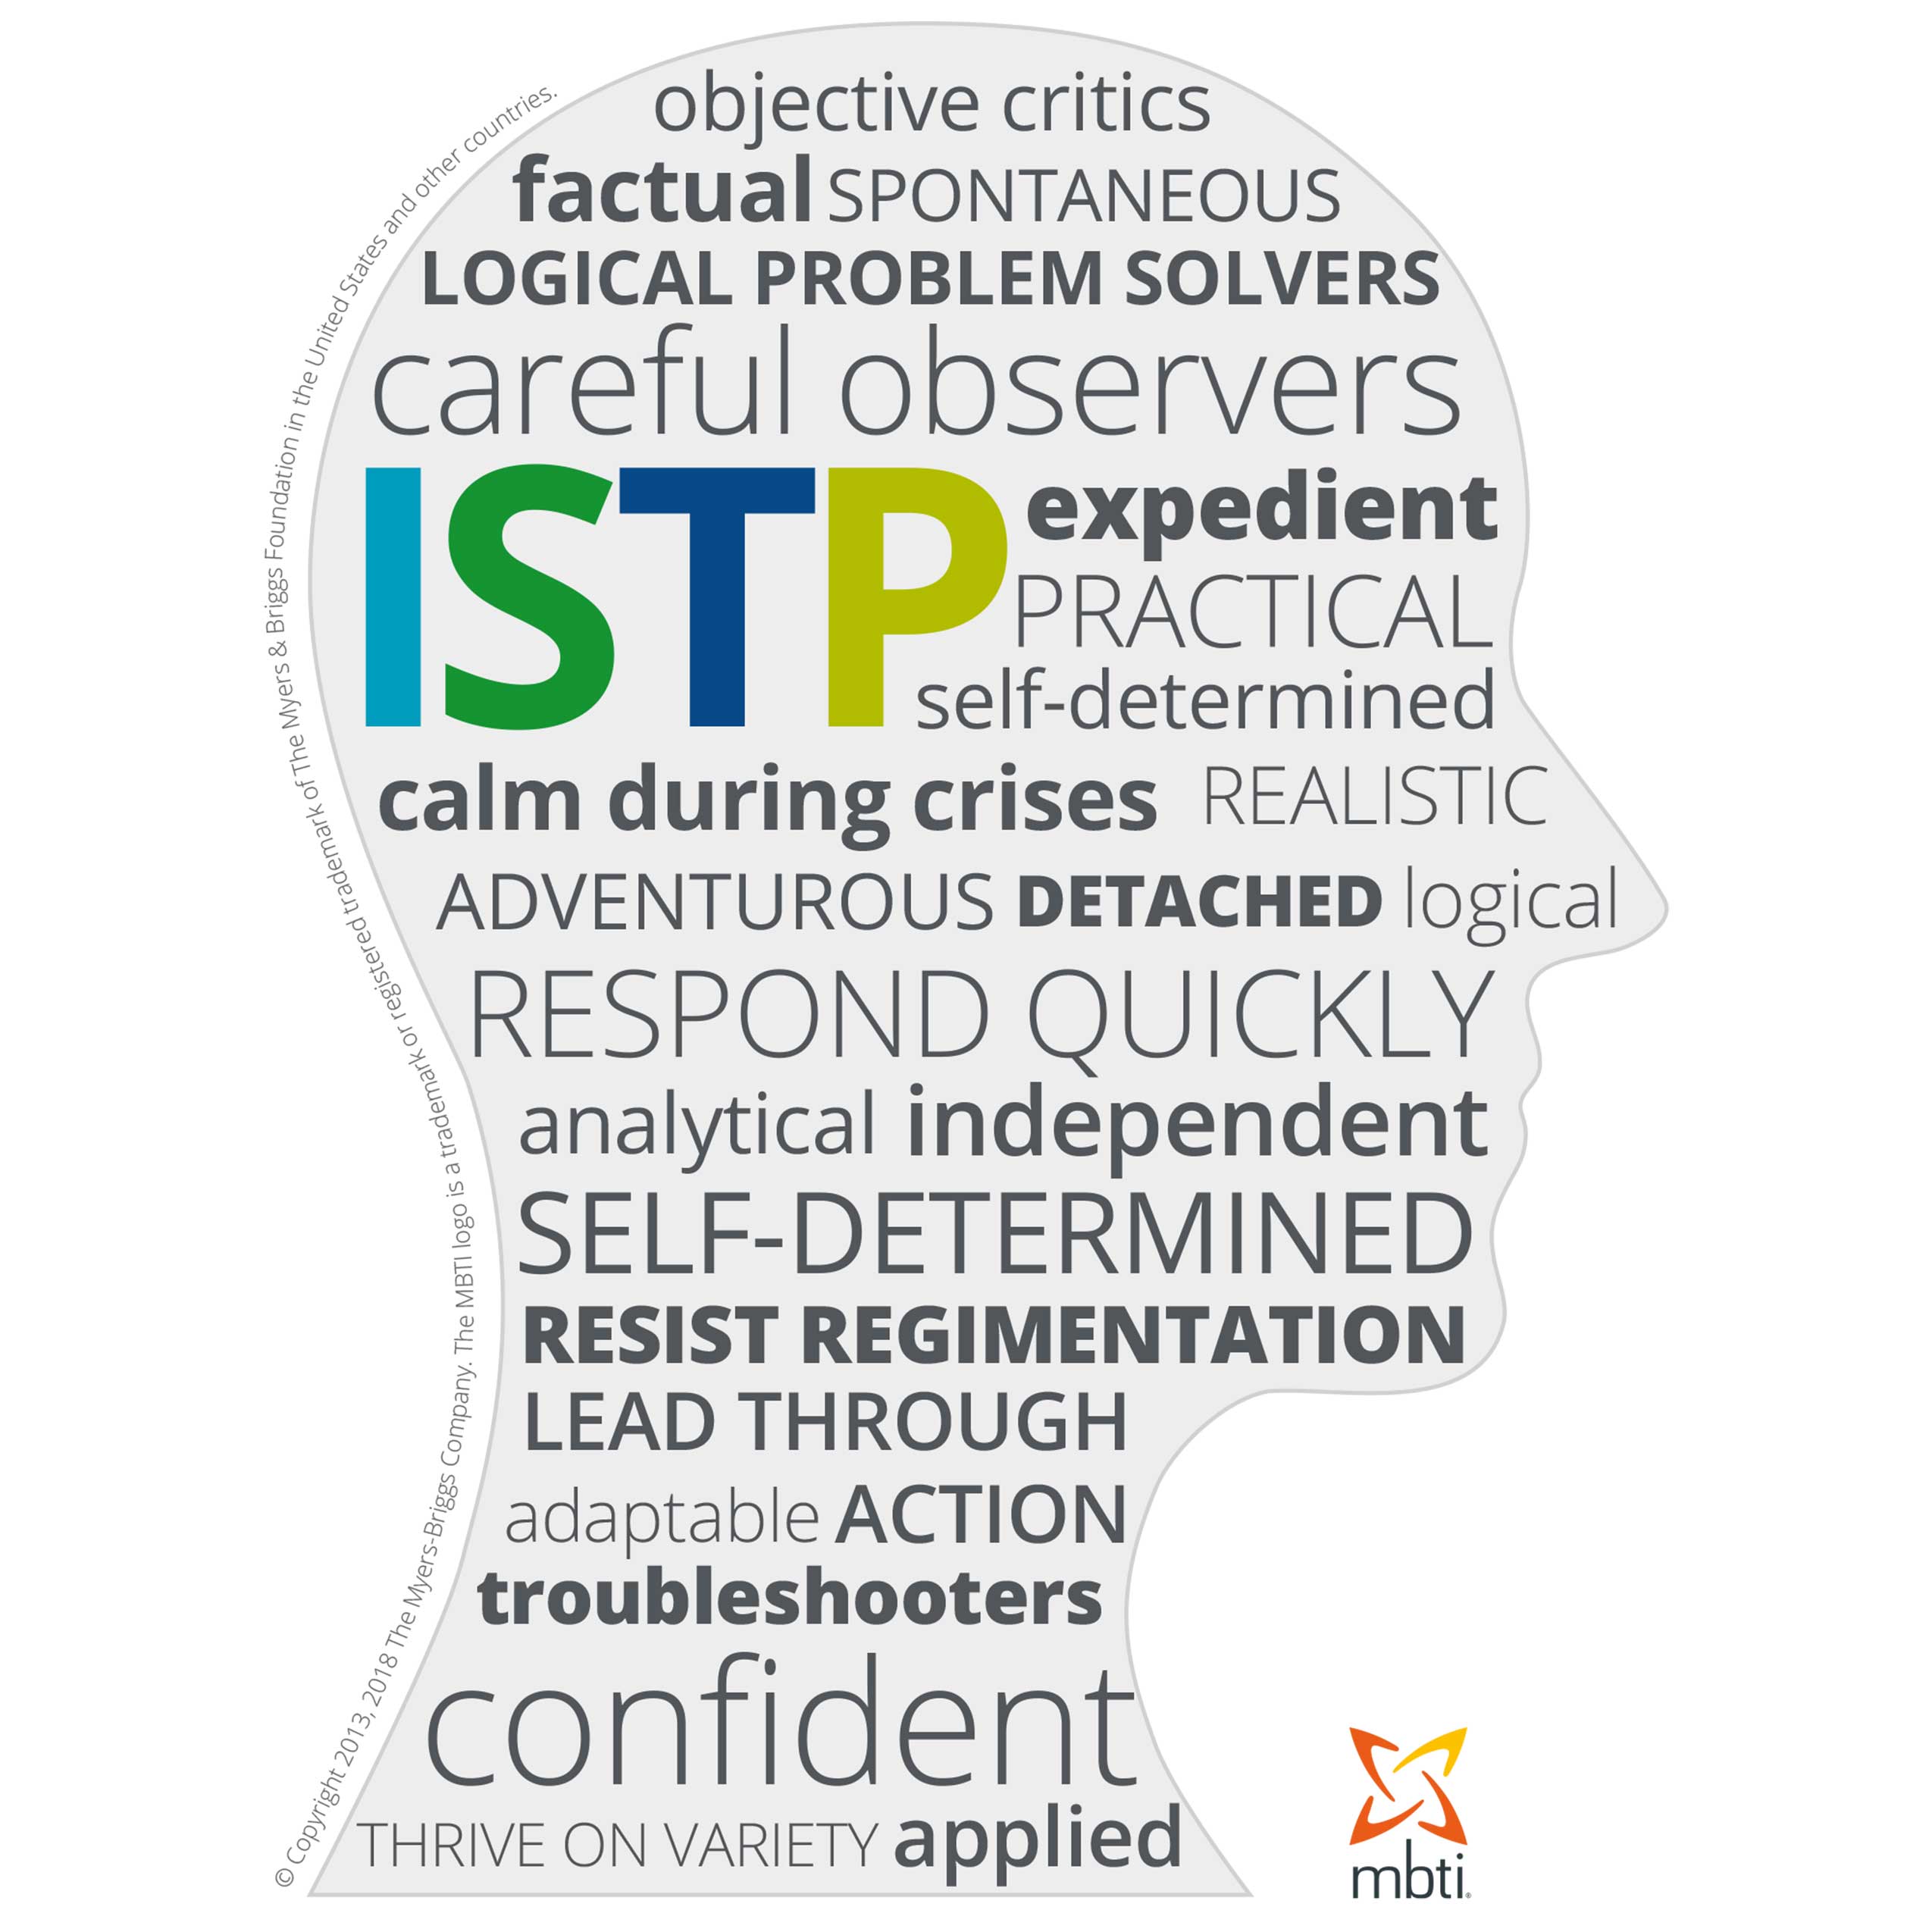 objective critics
factual SPONTANEOUS
LOGICAL PROBLEM SOLVERS
careful observers
ISTP expedient
PRACTICAL
self-determined
calm during crises REALISTIC
ADVENTUROUS DETACHED logical
RESPOND QUICKLY
analytical independent
SELF-DETERMINED
RESIST REGIMENTATION
LEAD THROUGH
adaptable ACTION
troubleshooters
confident
THRIVE ON VARIETY applied
© Copyright 2013, 2018 The Myers-Briggs Company. The MBTI logo is a trademark or registered trademark of The Myers & Briggs Foundation in the United States and other countries.
mbti®